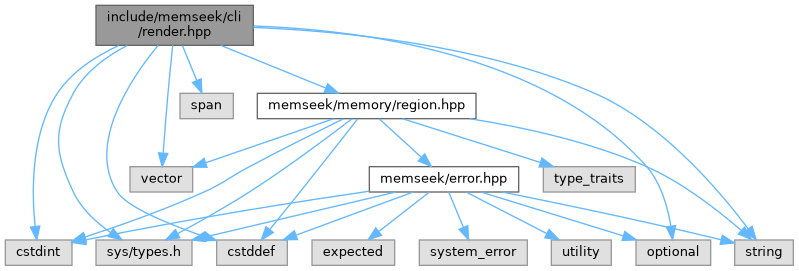 include/memseek/cli
/render.hpp
span
memseek/memory/region.hpp
vector
memseek/error.hpp
type_traits
cstdint
sys/types.h
cstddef
expected
system_error
utility
optional
string